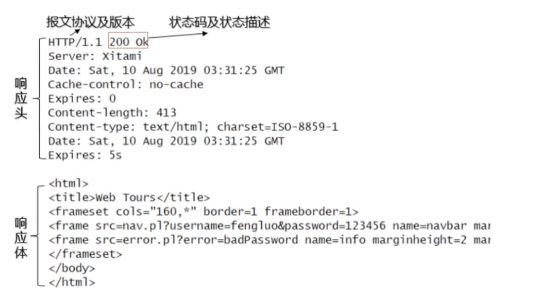 报文协议及版本 状态码及状态描述
HTTP/1.1 200 Ok
Server: Xitami
Date: Sat, 10 Aug 2019 03:31:25 GMT
Cache-control: no-cache
Expires: 0
Content-length: 413
Content-type: text/html; charset=ISO-8859-1
Date: Sat, 10 Aug 2019 03:31:25 GMT
Expires: 5s
响应头
<html>
<title>Web Tours</title>
<frameset cols="160,*" border=1 frameborder=1>
<frame src=nav.pl?username=fengluo&password=123456 name=navbar mar
<frame src=error.pl?error=badPassword name=info marginheight=2 mar
</frameset>
</body>
</html>
响应体